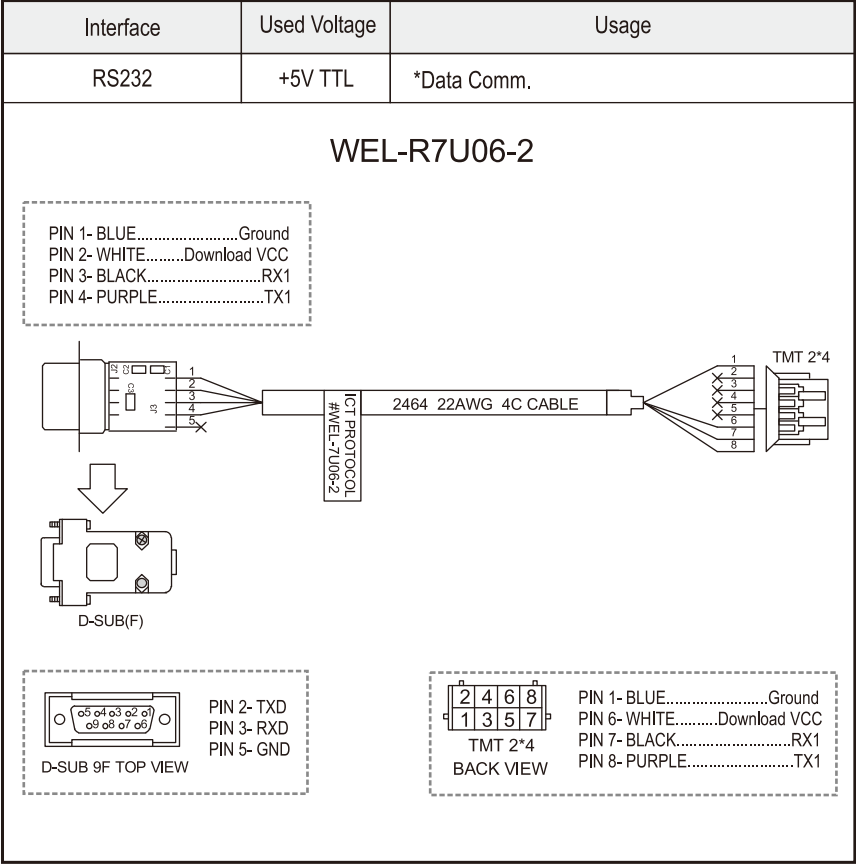 Interface Used Voltage Usage
RS232 +5V TTL *Data Comm.
WEL-R7U06-2
PIN 1- BLUE......................Ground
PIN 2- WHITE........Download VCC
PIN 3- BLACK.........................RX1
PIN 4- PURPLE.......................TX1
J2 C2 C1
C3
J3
1
2
3
4
5
ICT PROTOCOL
#WEL-7U06-2
2464 22AWG 4C CABLE
1
2
3
4
5
6
7
8
TMT 2*4
D-SUB(F)
5 4 3 2 1
9 8 7 6
D-SUB 9F TOP VIEW
PIN 2- TXD
PIN 3- RXD
PIN 5- GND
2 4 6 8
1 3 5 7
TMT 2*4
BACK VIEW
PIN 1- BLUE.......................Ground
PIN 6- WHITE.........Download VCC
PIN 7- BLACK.........................RX1
PIN 8- PURPLE.......................TX1